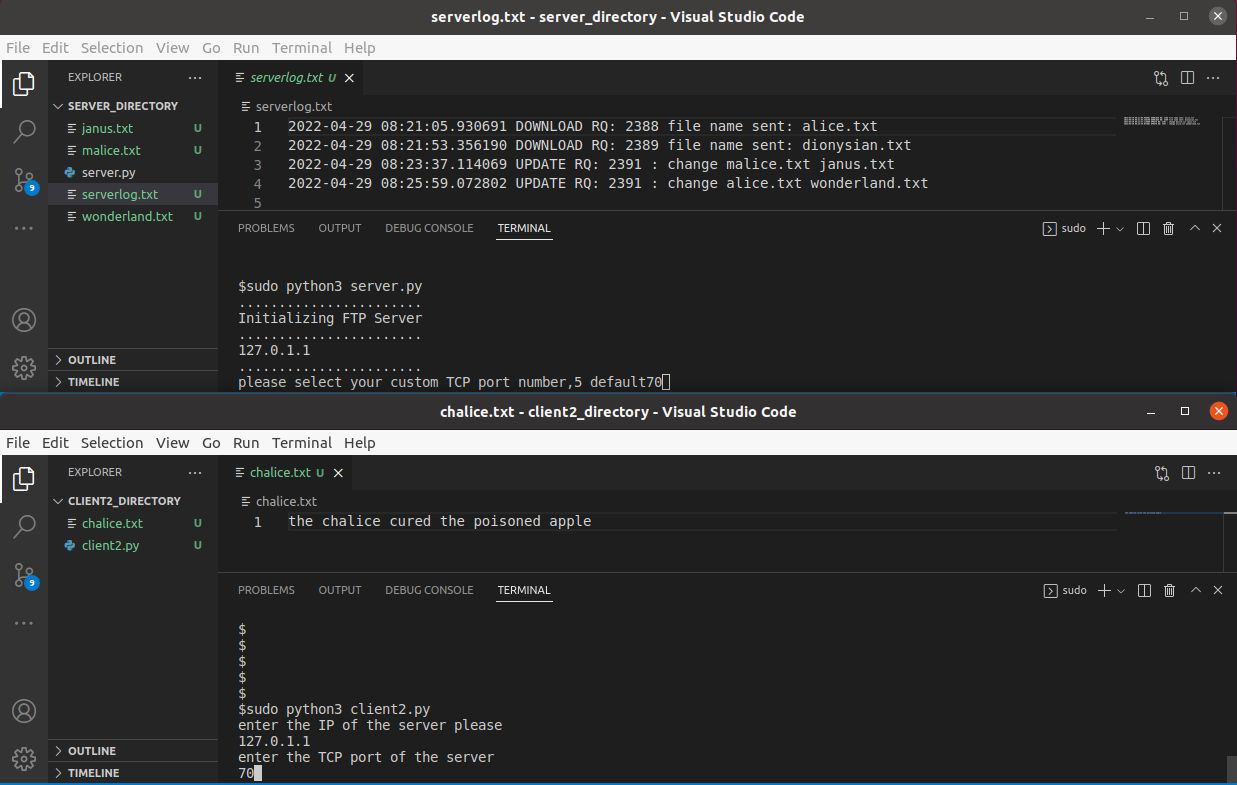 serverlog.txt - server_directory - Visual Studio Code
File Edit Selection View Go Run Terminal Help
EXPLORER
SERVER_DIRECTORY
janus.txt U
malice.txt U
server.py
serverlog.txt U
wonderland.txt U
9
OUTLINE
TIMELINE
serverlog.txt U
serverlog.txt
1 2022-04-29 08:21:05.930691 DOWNLOAD RQ: 2388 file name sent: alice.txt
2 2022-04-29 08:21:53.356190 DOWNLOAD RQ: 2389 file name sent: dionysian.txt
3 2022-04-29 08:23:37.114069 UPDATE RQ: 2391 : change malice.txt janus.txt
4 2022-04-29 08:25:59.072802 UPDATE RQ: 2391 : change alice.txt wonderland.txt
5
PROBLEMS OUTPUT DEBUG CONSOLE TERMINAL
sudo
$sudo python3 server.py
.......................
Initializing FTP Server
.......................
127.0.1.1
.......................
please select your custom TCP port number,5 default70
chalice.txt - client2_directory - Visual Studio Code
File Edit Selection View Go Run Terminal Help
EXPLORER
CLIENT2_DIRECTORY
chalice.txt U
client2.py U
9
OUTLINE
TIMELINE
chalice.txt U
chalice.txt
1 the chalice cured the poisoned apple
PROBLEMS OUTPUT DEBUG CONSOLE TERMINAL
sudo
$
$
$
$
$
$sudo python3 client2.py
enter the IP of the server please
127.0.1.1
enter the TCP port of the server
70